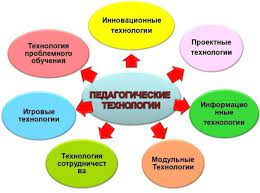 Инновационные
технологии
Технология
проблемного
обучения
Проектные
технологии
ПЕДАГОГИЧЕСКИЕ
ТЕХНОЛОГИИ
Игровые
технологии
Информацио
нные
технологии
Технология
сотрудничест
ва
Модульные
Технологии